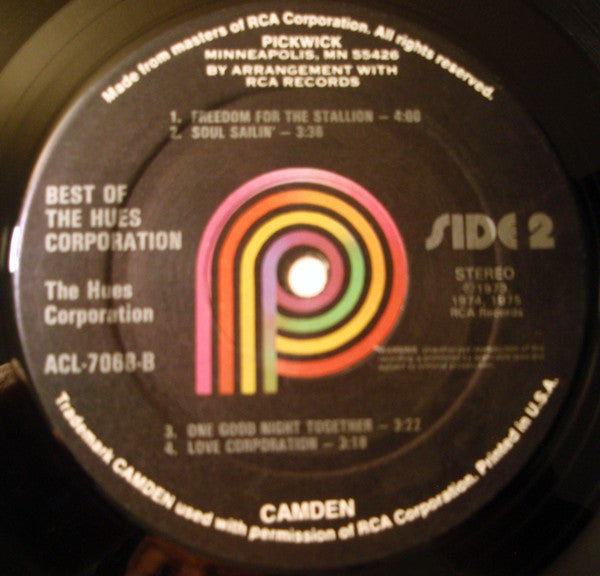 Made from masters of RCA Corporation. All rights reserved.
PICKWICK
MINNEAPOLIS, MN 55426
BY ARRANGEMENT WITH
RCA RECORDS
1. FREEDOM FOR THE STALLION – 4:00
2. SOUL SAILIN' – 3:36
BEST OF
THE HUES
CORPORATION
The Hues
Corporation
ACL-7068-B
SIDE 2
STEREO
℗1973,
1974, 1975
RCA Records
3. ONE GOOD NIGHT TOGETHER – 3:22
4. LOVE CORPORATION – 3:18
CAMDEN
Trademark CAMDEN used with permission of RCA Corporation. Printed in U.S.A.